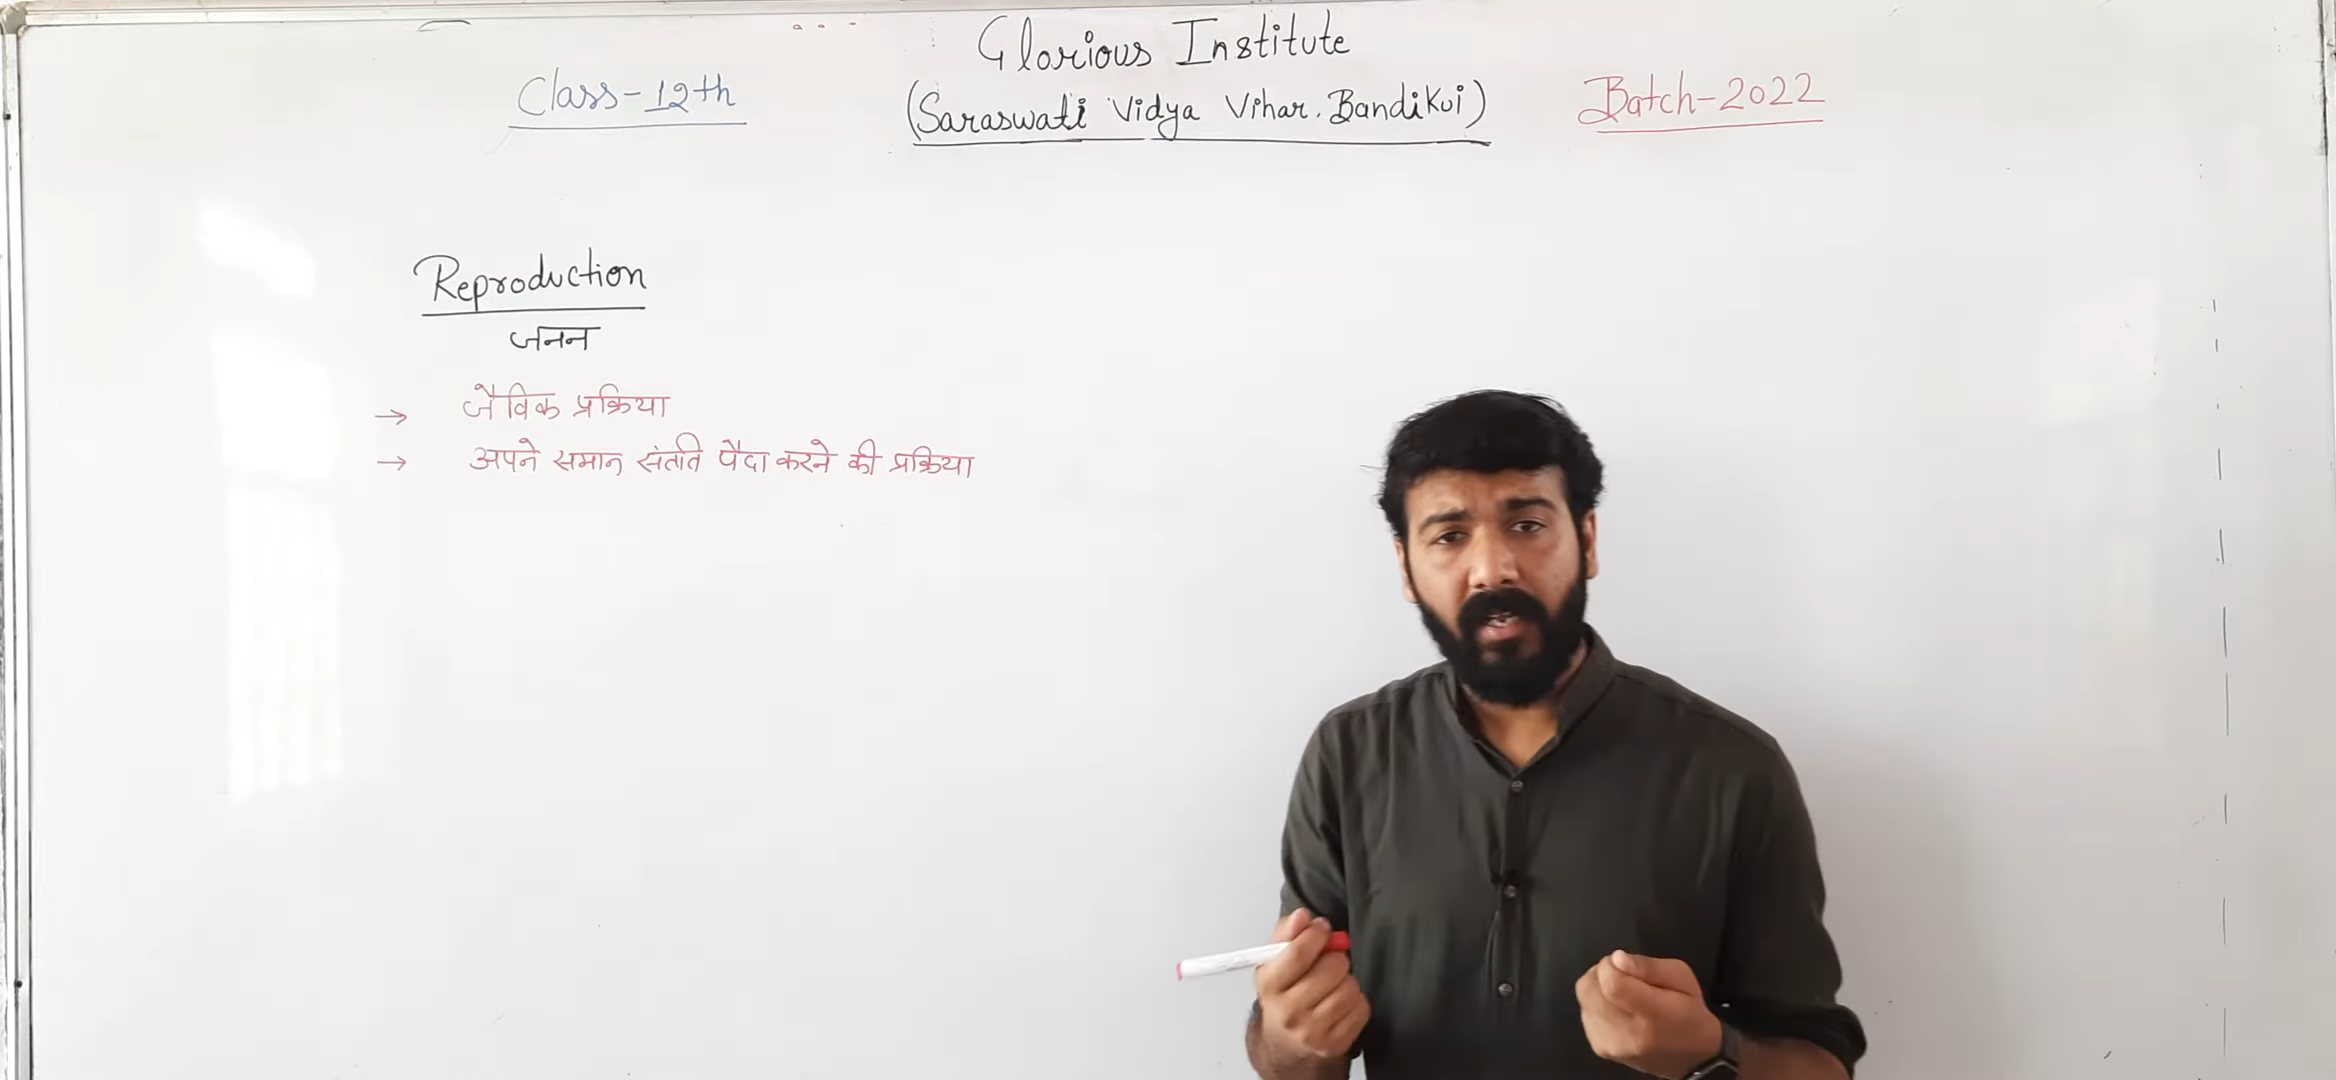 Glorious Institute
Class-12th
(Saraswati Vidya Vihar. Bandikui)
Batch-2022
Reproduction
जनन
→ जैविक प्रक्रिया
→ अपने समान संतति पैदा करने की प्रक्रिया